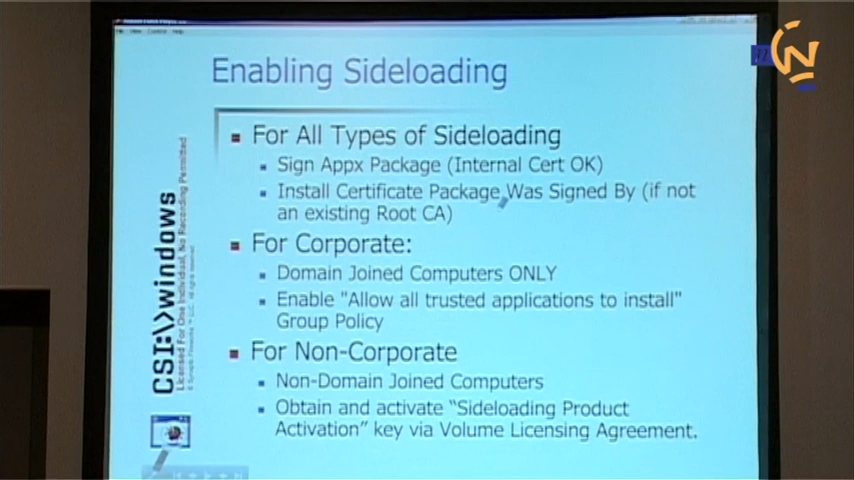 View Control Help
Enabling Sideloading
For All Types of Sideloading
Sign Appx Package (Internal Cert OK)
Install Certificate Package Was Signed By (if not
an existing Root CA)
For Corporate:
Domain Joined Computers ONLY
Enable "Allow all trusted applications to install"
Group Policy
For Non-Corporate
Non-Domain Joined Computers
Obtain and activate “Sideloading Product
Activation” key via Volume Licensing Agreement.
CSI:\>windows
Licensed For One Individual, No Recording Permitted
N